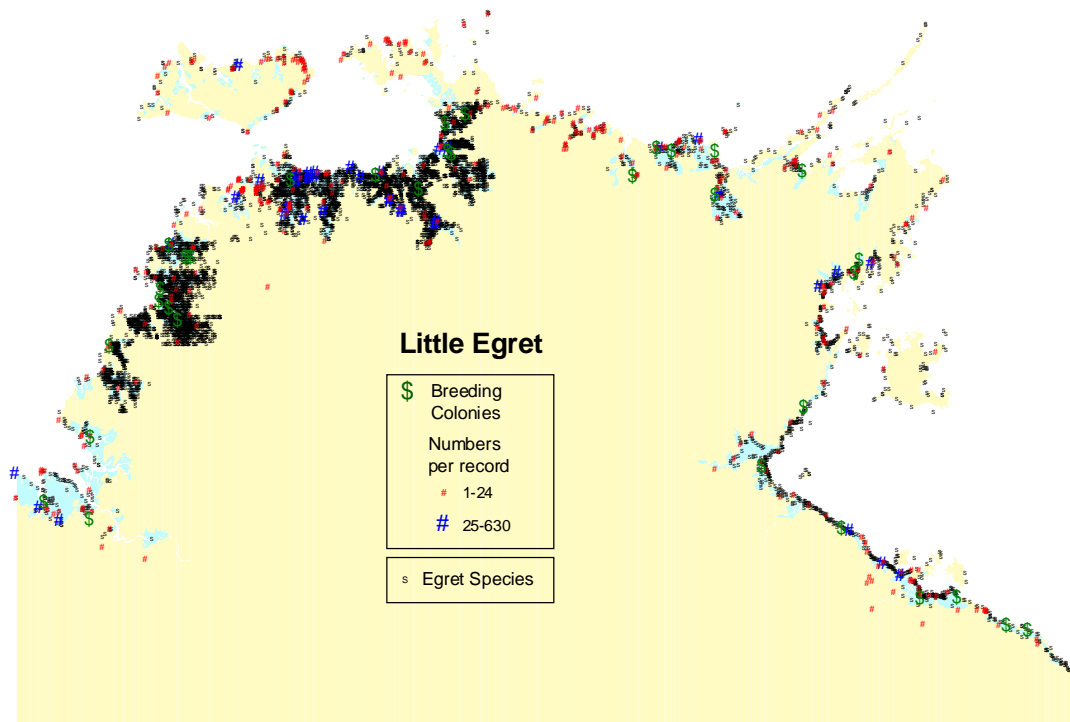 Little Egret
$ Breeding
Colonies
Numbers
per record
# 1-24
# 25-630
s Egret Species